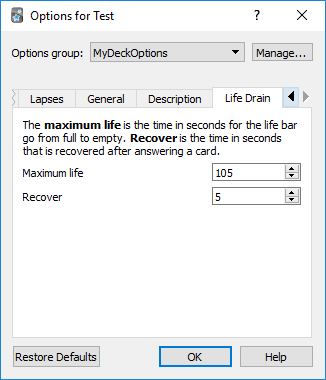 Options for Test
Options group: MyDeckOptions Manage...
Lapses General Description Life Drain
The maximum life is the time in seconds for the life bar
go from full to empty. Recover is the time in seconds
that is recovered after answering a card.
Maximum life 105
Recover 5
Restore Defaults OK Help